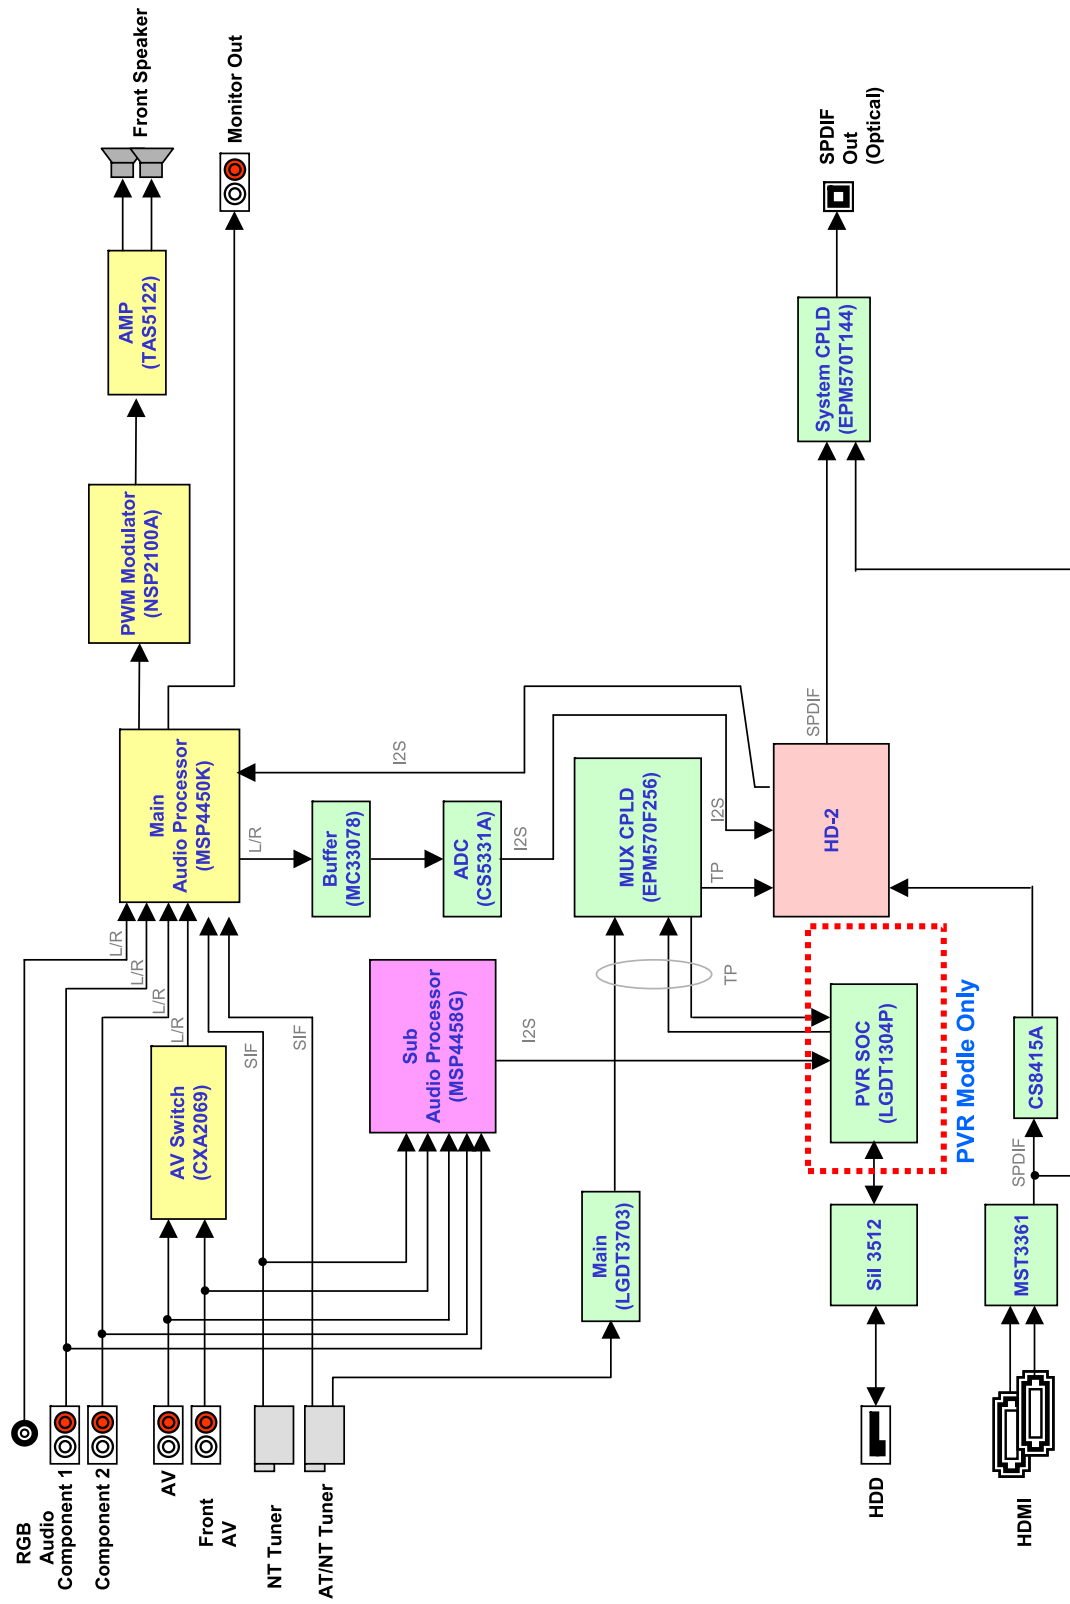 RGB
Audio
Component 1
Component 2
AV
Front
AV
NT Tuner
AT/NT Tuner
HDD
HDMI
L/R
L/R
L/R
L/R
SIF
SIF
AV Switch
(CXA2069)
Main
Audio Processor
(MSP4450K)
PWM Modulator
(NSP2100A)
AMP
(TAS5122)
Front Speaker
Monitor Out
L/R
Buffer
(MC33078)
ADC
(CS5331A)
I2S
I2S
Sub
Audio Processor
(MSP4458G)
I2S
Main
(LGDT3703)
MUX CPLD
(EPM570F256)
TP
TP
I2S
HD-2
SPDIF
System CPLD
(EPM570T144)
SPDIF
Out
(Optical)
PVR SOC
(LGDT1304P)
PVR Modle Only
SiI 3512
MST3361
SPDIF
CS8415A